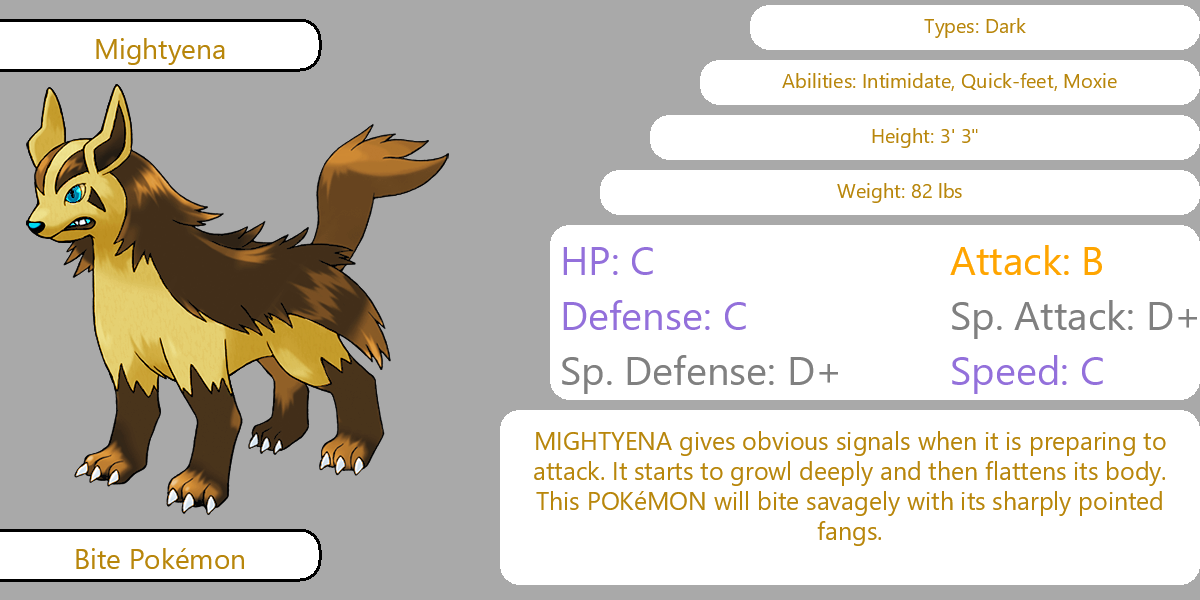 Mightyena
Types: Dark
Abilities: Intimidate, Quick-feet, Moxie
Height: 3' 3"
Weight: 82 lbs
HP: C
Attack: B
Defense: C
Sp. Attack: D+
Sp. Defense: D+
Speed: C
MIGHTYENA gives obvious signals when it is preparing to
attack. It starts to growl deeply and then flattens its body.
This POKéMON will bite savagely with its sharply pointed
fangs.
Bite Pokémon